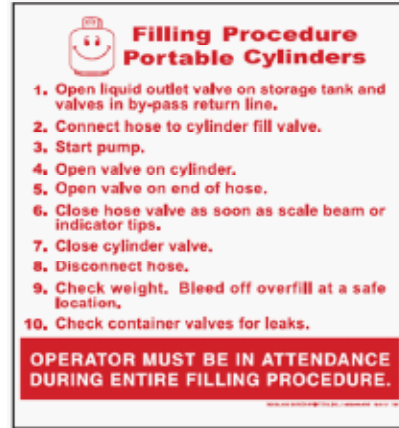 Filling Procedure
Portable Cylinders
1. Open liquid outlet valve on storage tank and
valves in by-pass return line.
2. Connect hose to cylinder fill valve.
3. Start pump.
4. Open valve on cylinder.
5. Open valve on end of hose.
6. Close hose valve as soon as scale beam or
indicator tips.
7. Close cylinder valve.
8. Disconnect hose.
9. Check weight. Bleed off overfill at a safe
location.
10. Check container valves for leaks.
OPERATOR MUST BE IN ATTENDANCE
DURING ENTIRE FILLING PROCEDURE.